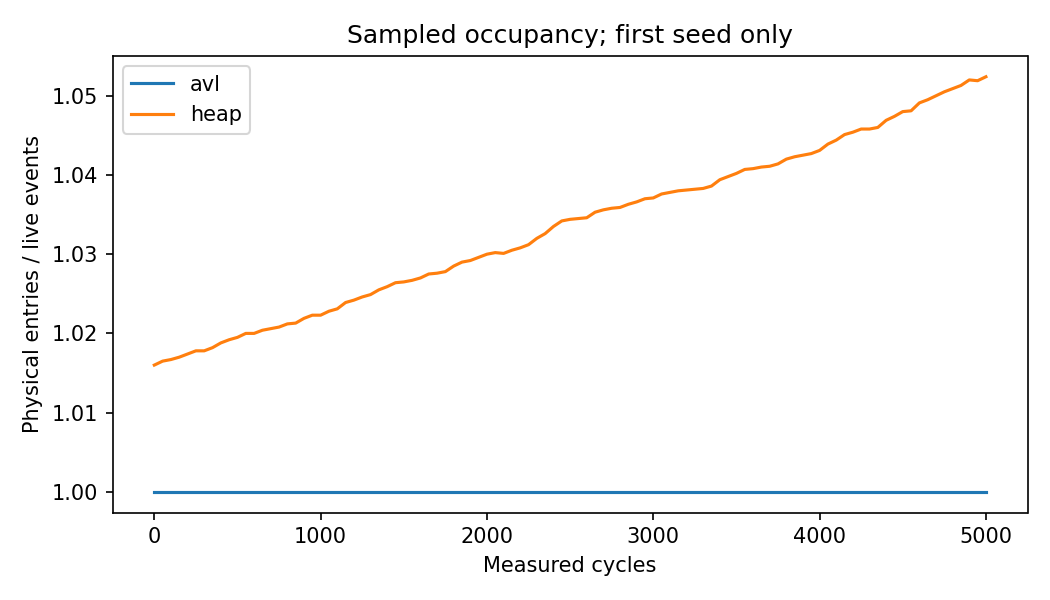 Sampled occupancy; first seed only
avl
heap
Physical entries / live events
1.05
1.04
1.03
1.02
1.01
1.00
0 1000 2000 3000 4000 5000
Measured cycles